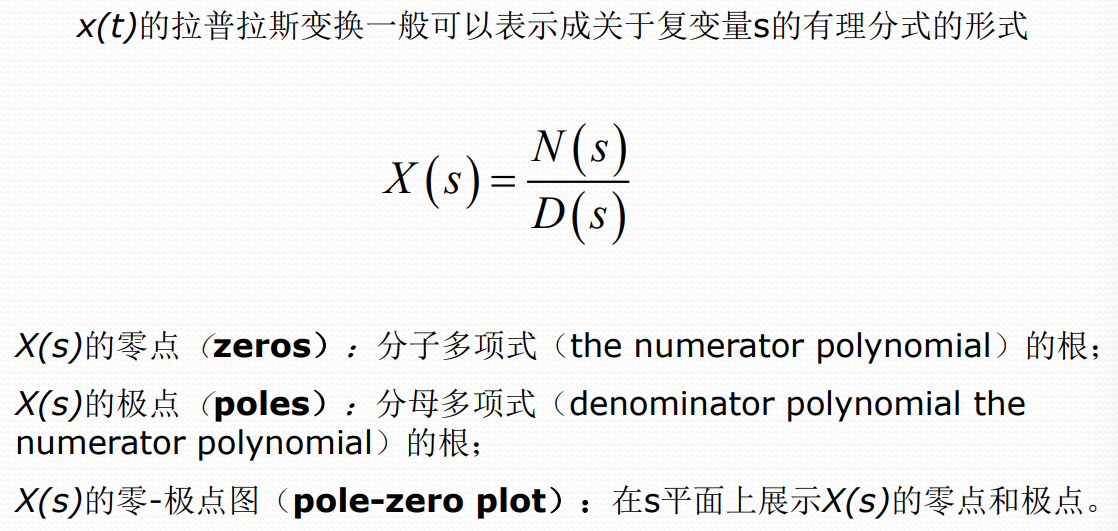 x(t)的拉普拉斯变换一般可以表示成关于复变量s的有理分式的形式
X(s)=N(s)/D(s)
X(s)的零点（zeros）：分子多项式（the numerator polynomial）的根；
X(s)的极点（poles）：分母多项式（denominator polynomial the
numerator polynomial）的根；
X(s)的零-极点图（pole-zero plot）：在s平面上展示X(s)的零点和极点。